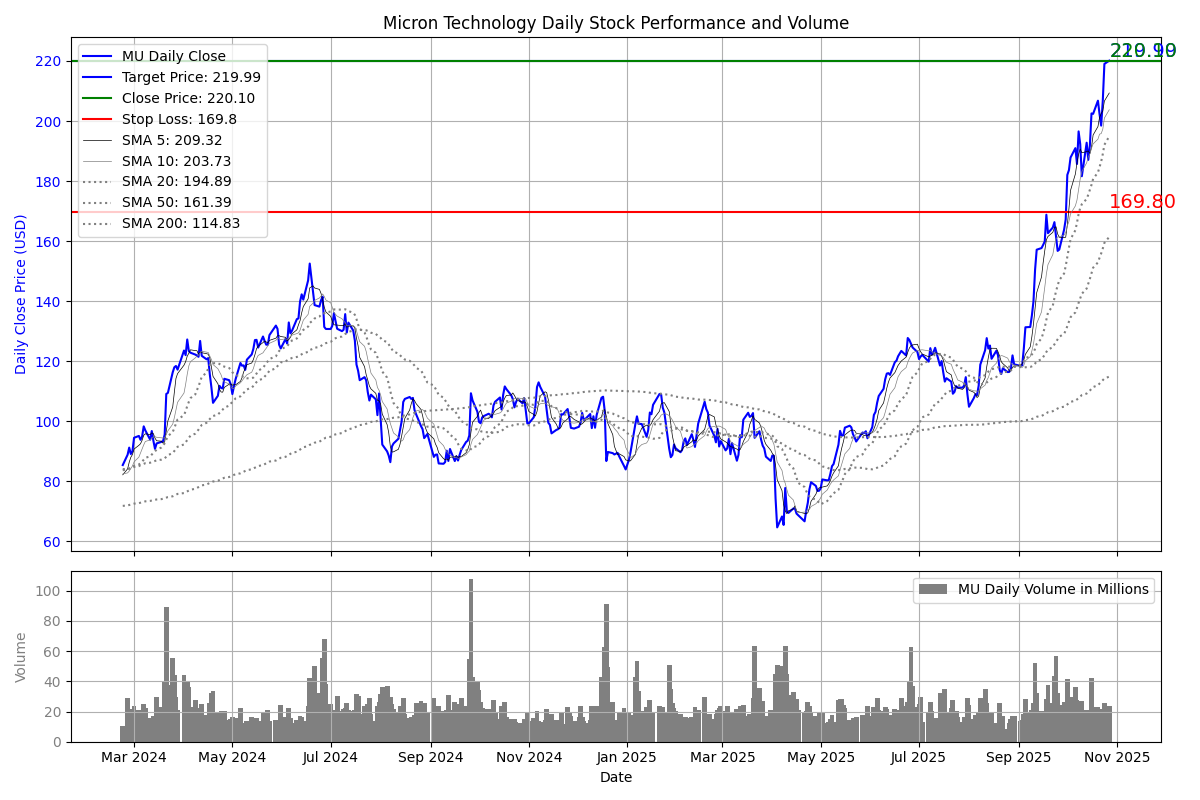 Micron Technology Daily Stock Performance and Volume
MU Daily Close
Target Price: 219.99
Close Price: 220.10
Stop Loss: 169.8
SMA 5: 209.32
SMA 10: 203.73
SMA 20: 194.89
SMA 50: 161.39
SMA 200: 114.83
169.80
Daily Close Price (USD)
220
200
180
160
140
120
100
80
60
MU Daily Volume in Millions
Volume
100
80
60
40
20
0
Mar 2024
May 2024
Jul 2024
Sep 2024
Nov 2024
Jan 2025
Mar 2025
May 2025
Jul 2025
Sep 2025
Nov 2025
Date